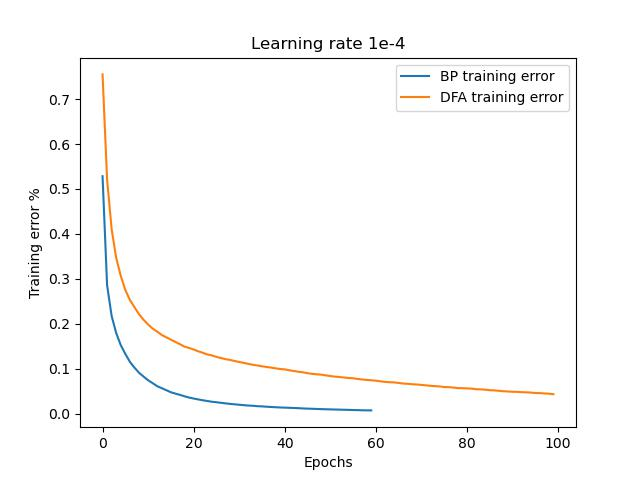 Learning rate 1e-4
BP training error
DFA training error
Training error %
0.7
0.6
0.5
0.4
0.3
0.2
0.1
0.0
0 20 40 60 80 100
Epochs